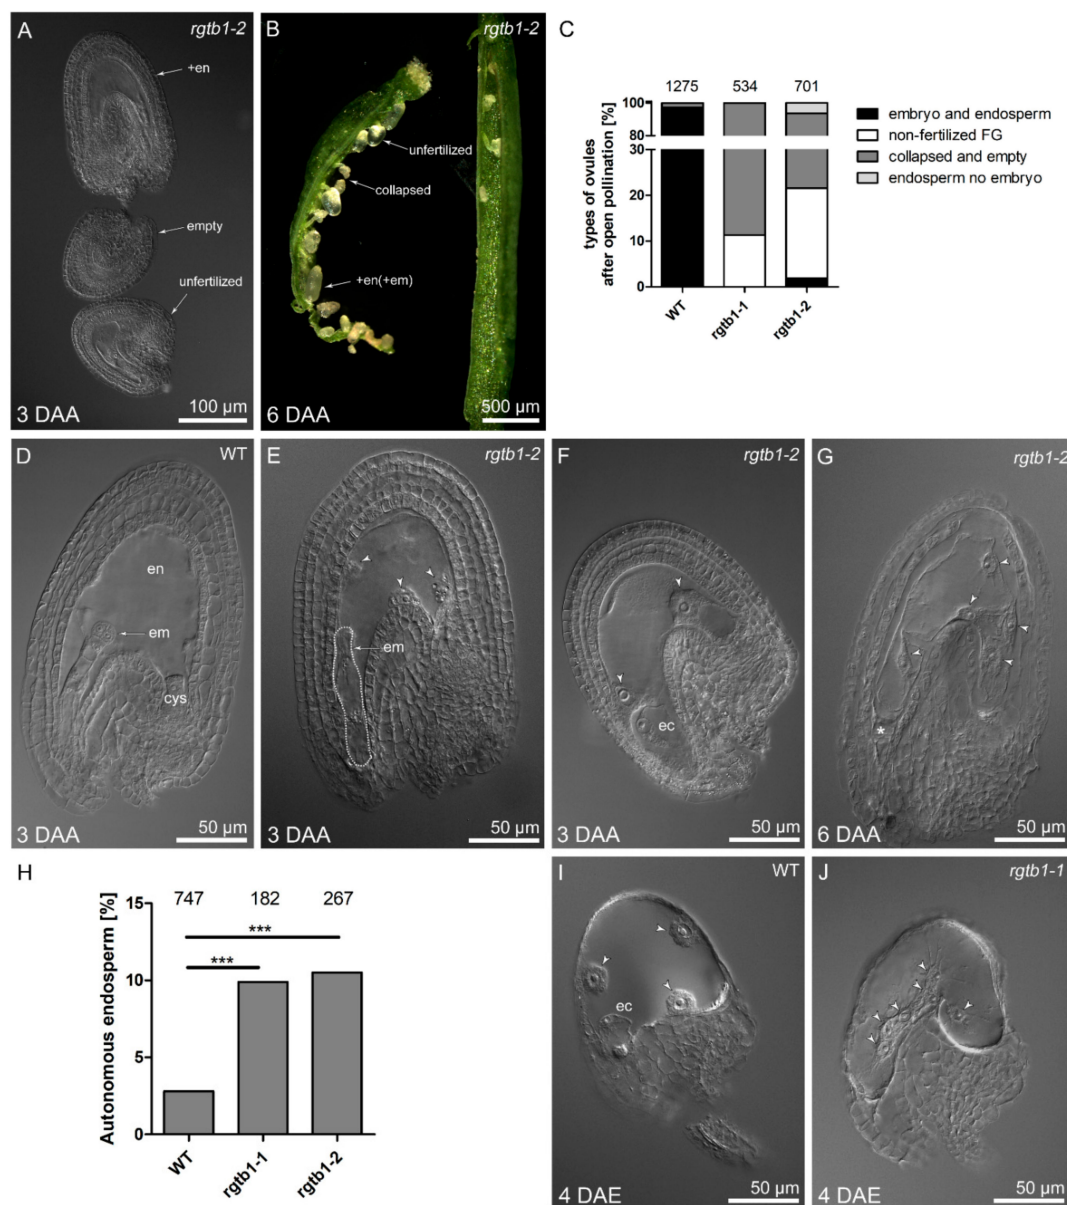 A
rgtb1-2
+en
empty
unfertilized
3 DAA
100 µm
B
rgtb1-2
unfertilized
collapsed
+en(+em)
6 DAA
500 µm
C
1275 534 701
100
80
30
20
10
0
types of ovules
after open pollination [%]
WT
rgtb1-1
rgtb1-2
embryo and endosperm
non-fertilized FG
collapsed and empty
endosperm no embryo
D
WT
en
em
cys
3 DAA
50 µm
E
rgtb1-2
em
3 DAA
50 µm
F
rgtb1-2
ec
3 DAA
50 µm
G
rgtb1-2
*
6 DAA
50 µm
H
747 182 267
15
10
5
0
Autonomous endosperm [%]
***
***
WT
rgtb1-1
rgtb1-2
I
WT
ec
4 DAE
50 µm
J
rgtb1-1
4 DAE
50 µm